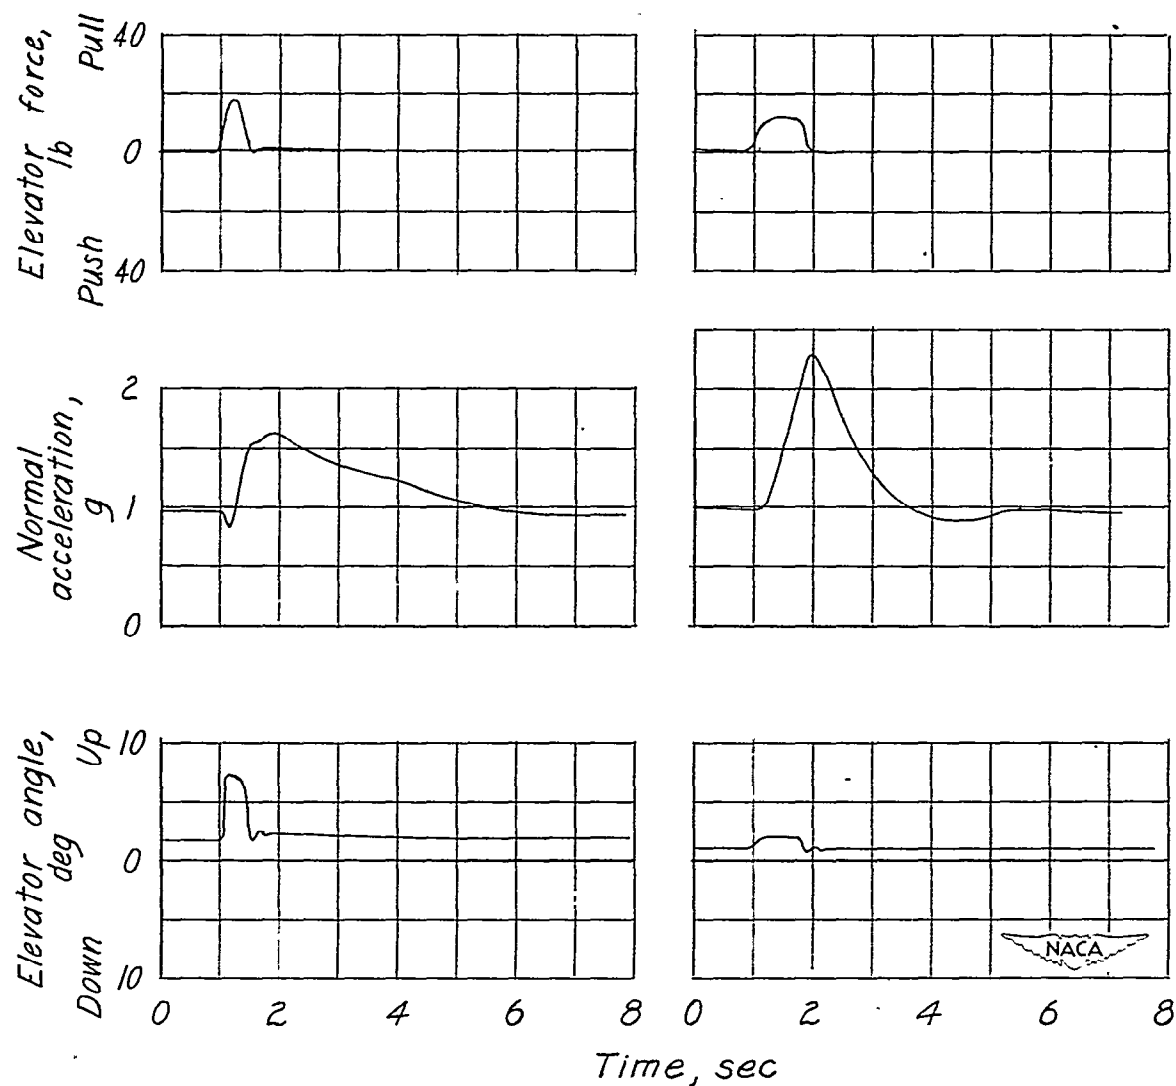 Elevator force,
lb
Pull
Push
40
0
40
Normal
acceleration,
g
2
1
0
Elevator angle,
deg
Up
Down
10
0
10
NACA
0 2 4 6 8
0 2 4 6 8
Time, sec